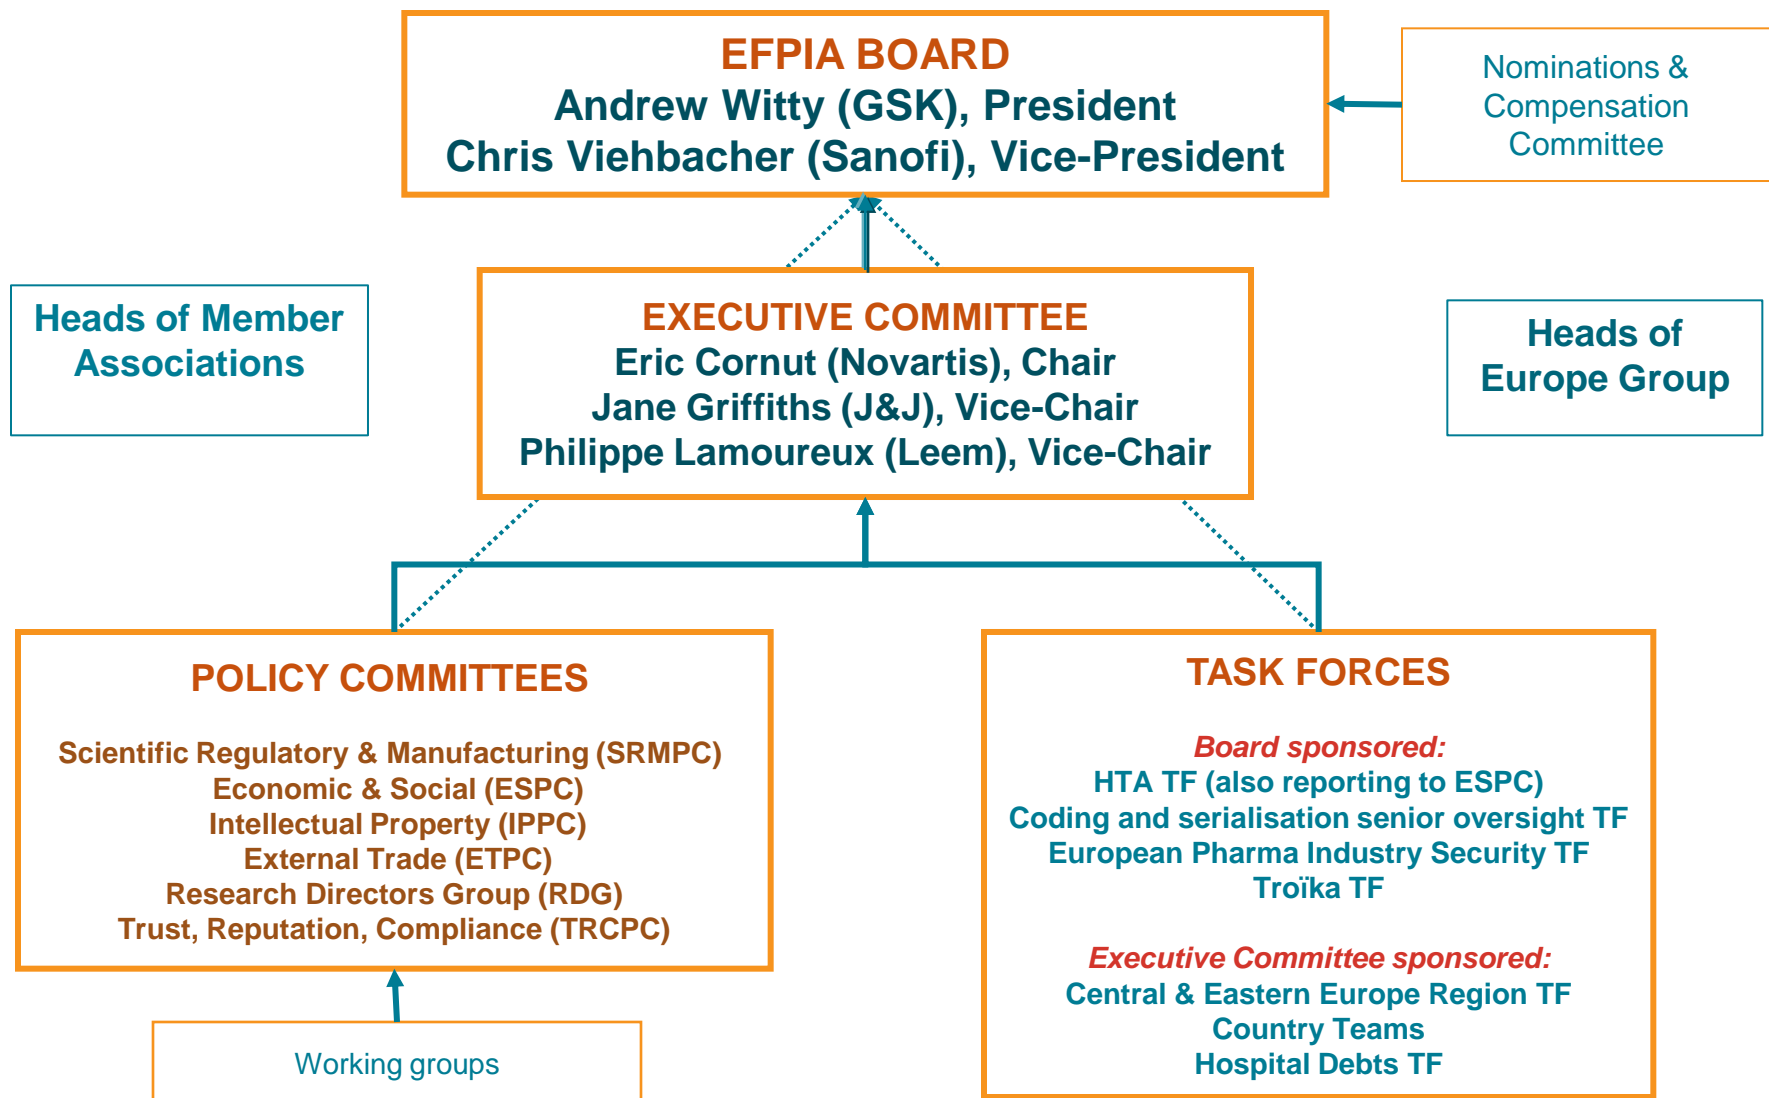 EFPIA BOARD
Andrew Witty (GSK), President
Chris Viehbacher (Sanofi), Vice-President
Nominations &
Compensation
Committee
Heads of Member
Associations
EXECUTIVE COMMITTEE
Eric Cornut (Novartis), Chair
Jane Griffiths (J&J), Vice-Chair
Philippe Lamoureux (Leem), Vice-Chair
Heads of
Europe Group
POLICY COMMITTEES
Scientific Regulatory & Manufacturing (SRMPC)
Economic & Social (ESPC)
Intellectual Property (IPPC)
External Trade (ETPC)
Research Directors Group (RDG)
Trust, Reputation, Compliance (TRCPC)
Working groups
TASK FORCES
Board sponsored:
HTA TF (also reporting to ESPC)
Coding and serialisation senior oversight TF
European Pharma Industry Security TF
Troïka TF
Executive Committee sponsored:
Central & Eastern Europe Region TF
Country Teams
Hospital Debts TF